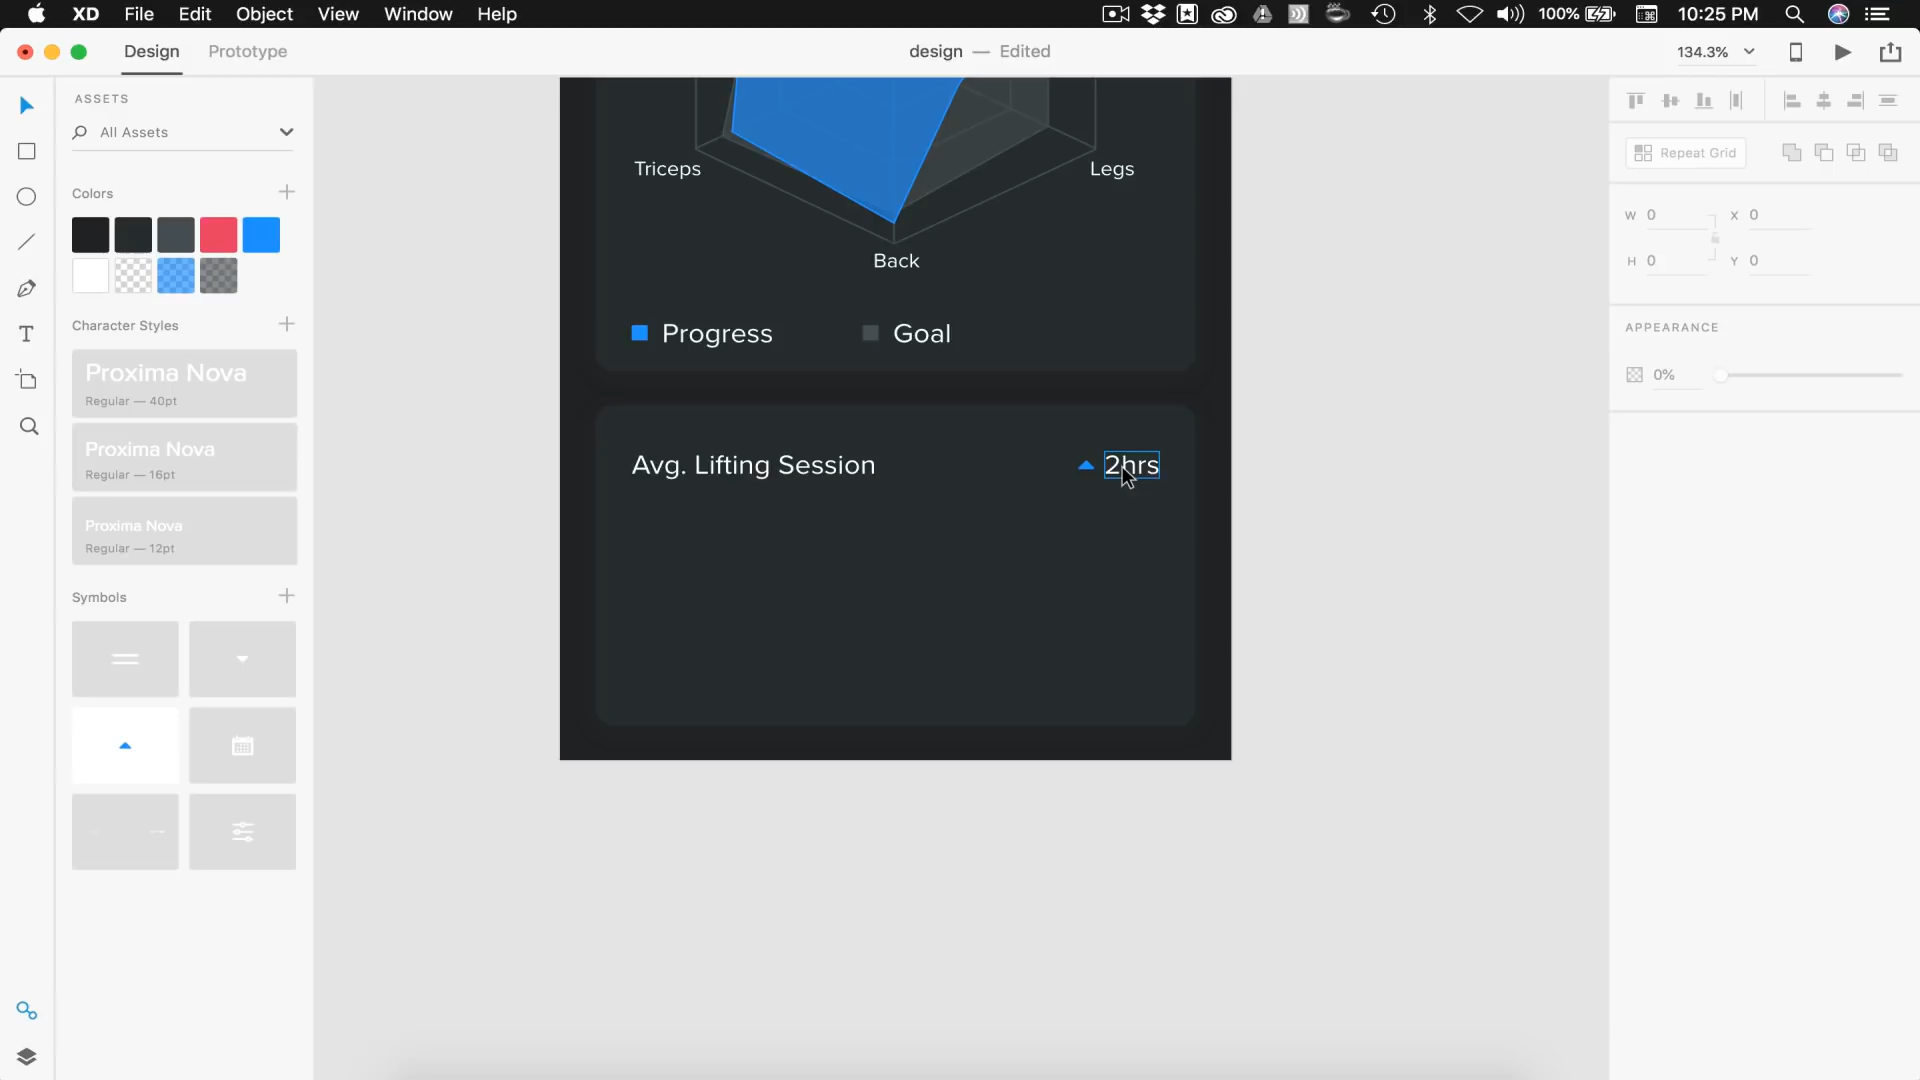 XD File Edit Object View Window Help 100% 10:25 PM
Design Prototype design — Edited 134.3%
ASSETS
All Assets
Colors
Character Styles
Proxima Nova
Regular — 40pt
Proxima Nova
Regular — 16pt
Proxima Nova
Regular — 12pt
Symbols
Triceps
Legs
Back
Progress Goal
Avg. Lifting Session 2hrs
Repeat Grid
W 0 X 0
H 0 Y 0
APPEARANCE
0%